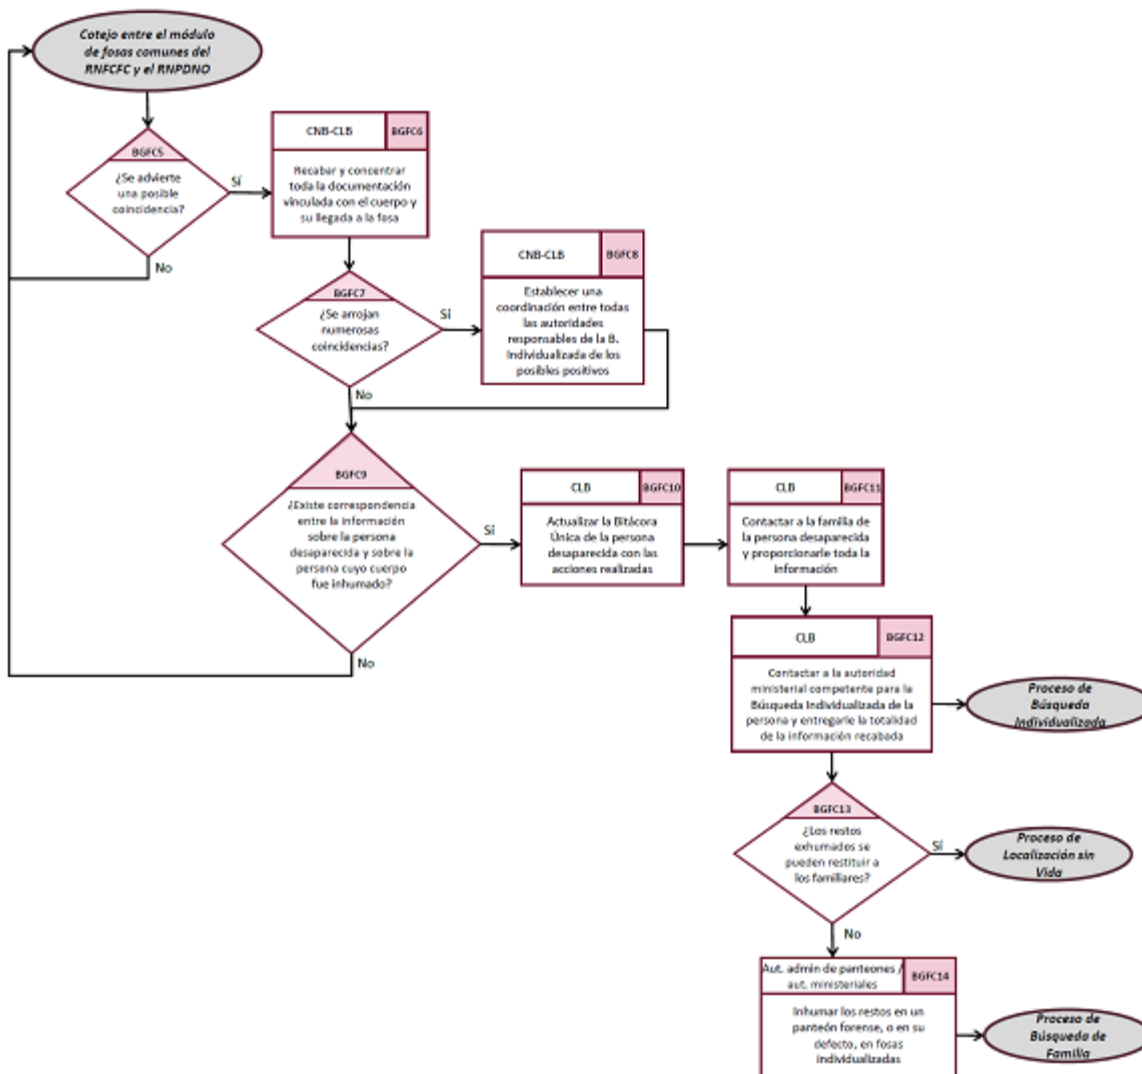 Cotejo entre el módulo
de fosas comunes del
RNFCFC y el RNPDNO
BGFC5
¿Se advierte
una posible
coincidencia?
Sí
No
CNB-CLB
BGFC6
Recabar y concentrar
toda la documentación
vinculada con el cuerpo y
su llegada a la fosa
BGFC7
¿Se arrojan
numerosas
coincidencias?
Sí
No
CNB-CLB
BGFC8
Establecer una
coordinación entre todas
las autoridades
responsables de la B.
Individualizada de los
posibles positivos
BGFC9
¿Existe correspondencia
entre la información
sobre la persona
desaparecida y sobre la
persona cuyo cuerpo
fue inhumado?
Sí
No
CLB
BGFC10
Actualizar la Bitácora
Única de la persona
desaparecida con las
acciones realizadas
CLB
BGFC11
Contactar a la familia de
la persona desaparecida
y proporcionarle toda la
información
CLB
BGFC12
Contactar a la autoridad
ministerial competente para la
Búsqueda Individualizada de la
persona y entregarle la totalidad
de la información recabada
Proceso de
Búsqueda
Individualizada
BGFC13
¿Los restos
exhumados se
pueden restituir a
los familiares?
Sí
No
Proceso de
Localización sin
Vida
Aut. admin de panteones /
aut. ministeriales
BGFC14
Inhumar los restos en un
panteón forense, o en su
defecto, en fosas
individualizadas
Proceso de
Búsqueda de
Familia